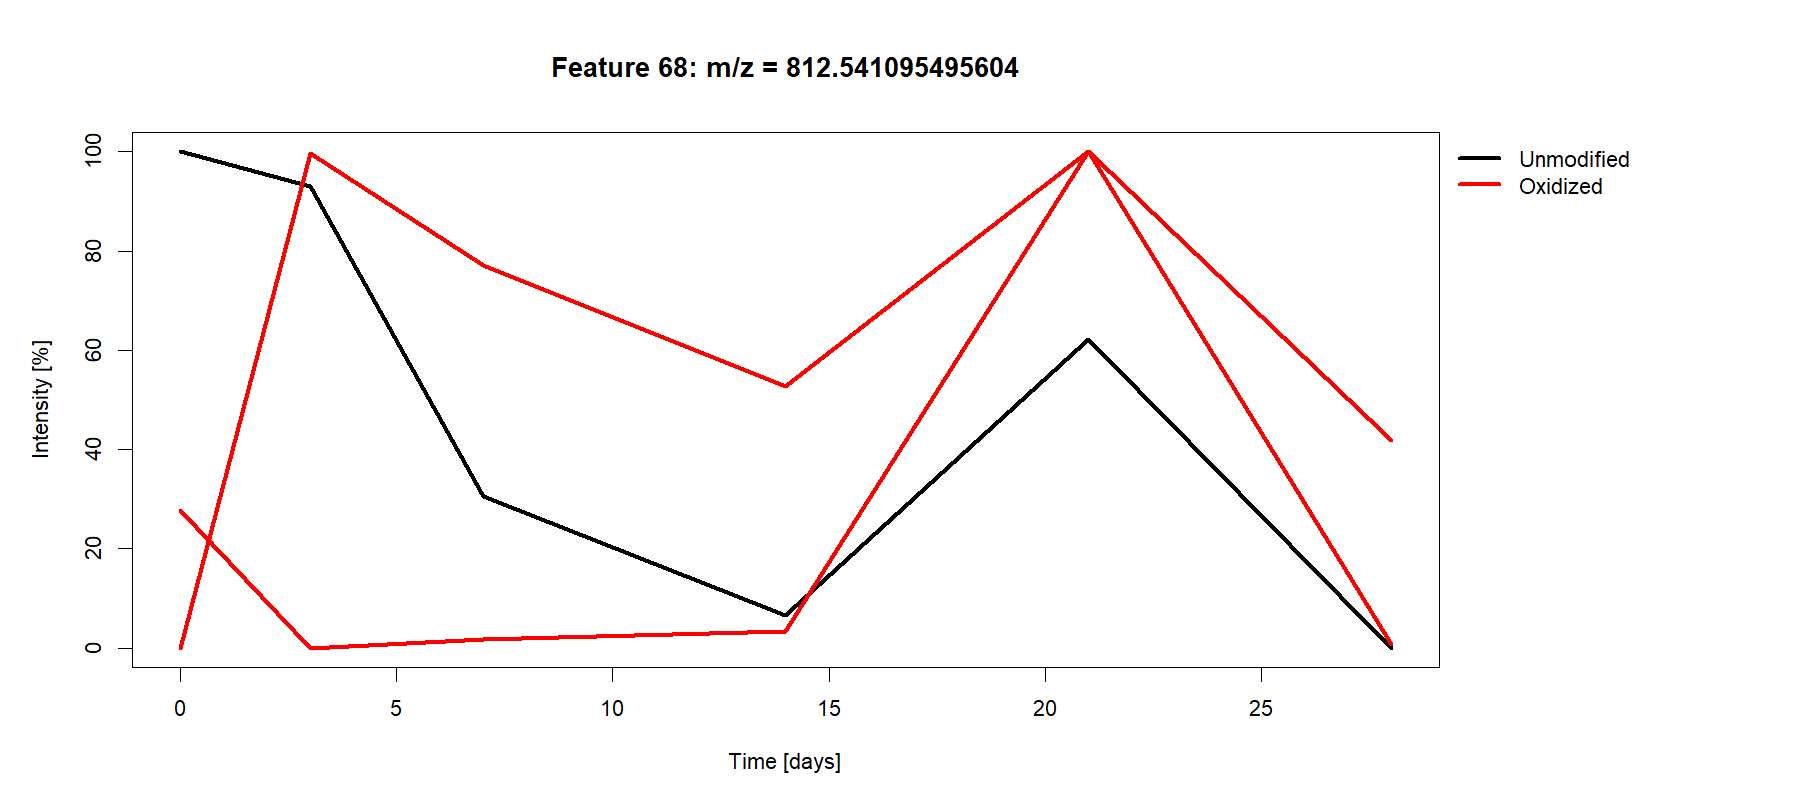 Feature 68: m/z = 812.541095495604
Unmodified
Oxidized
Intensity [%]
100
80
60
40
20
0
0 5 10 15 20 25
Time [days]